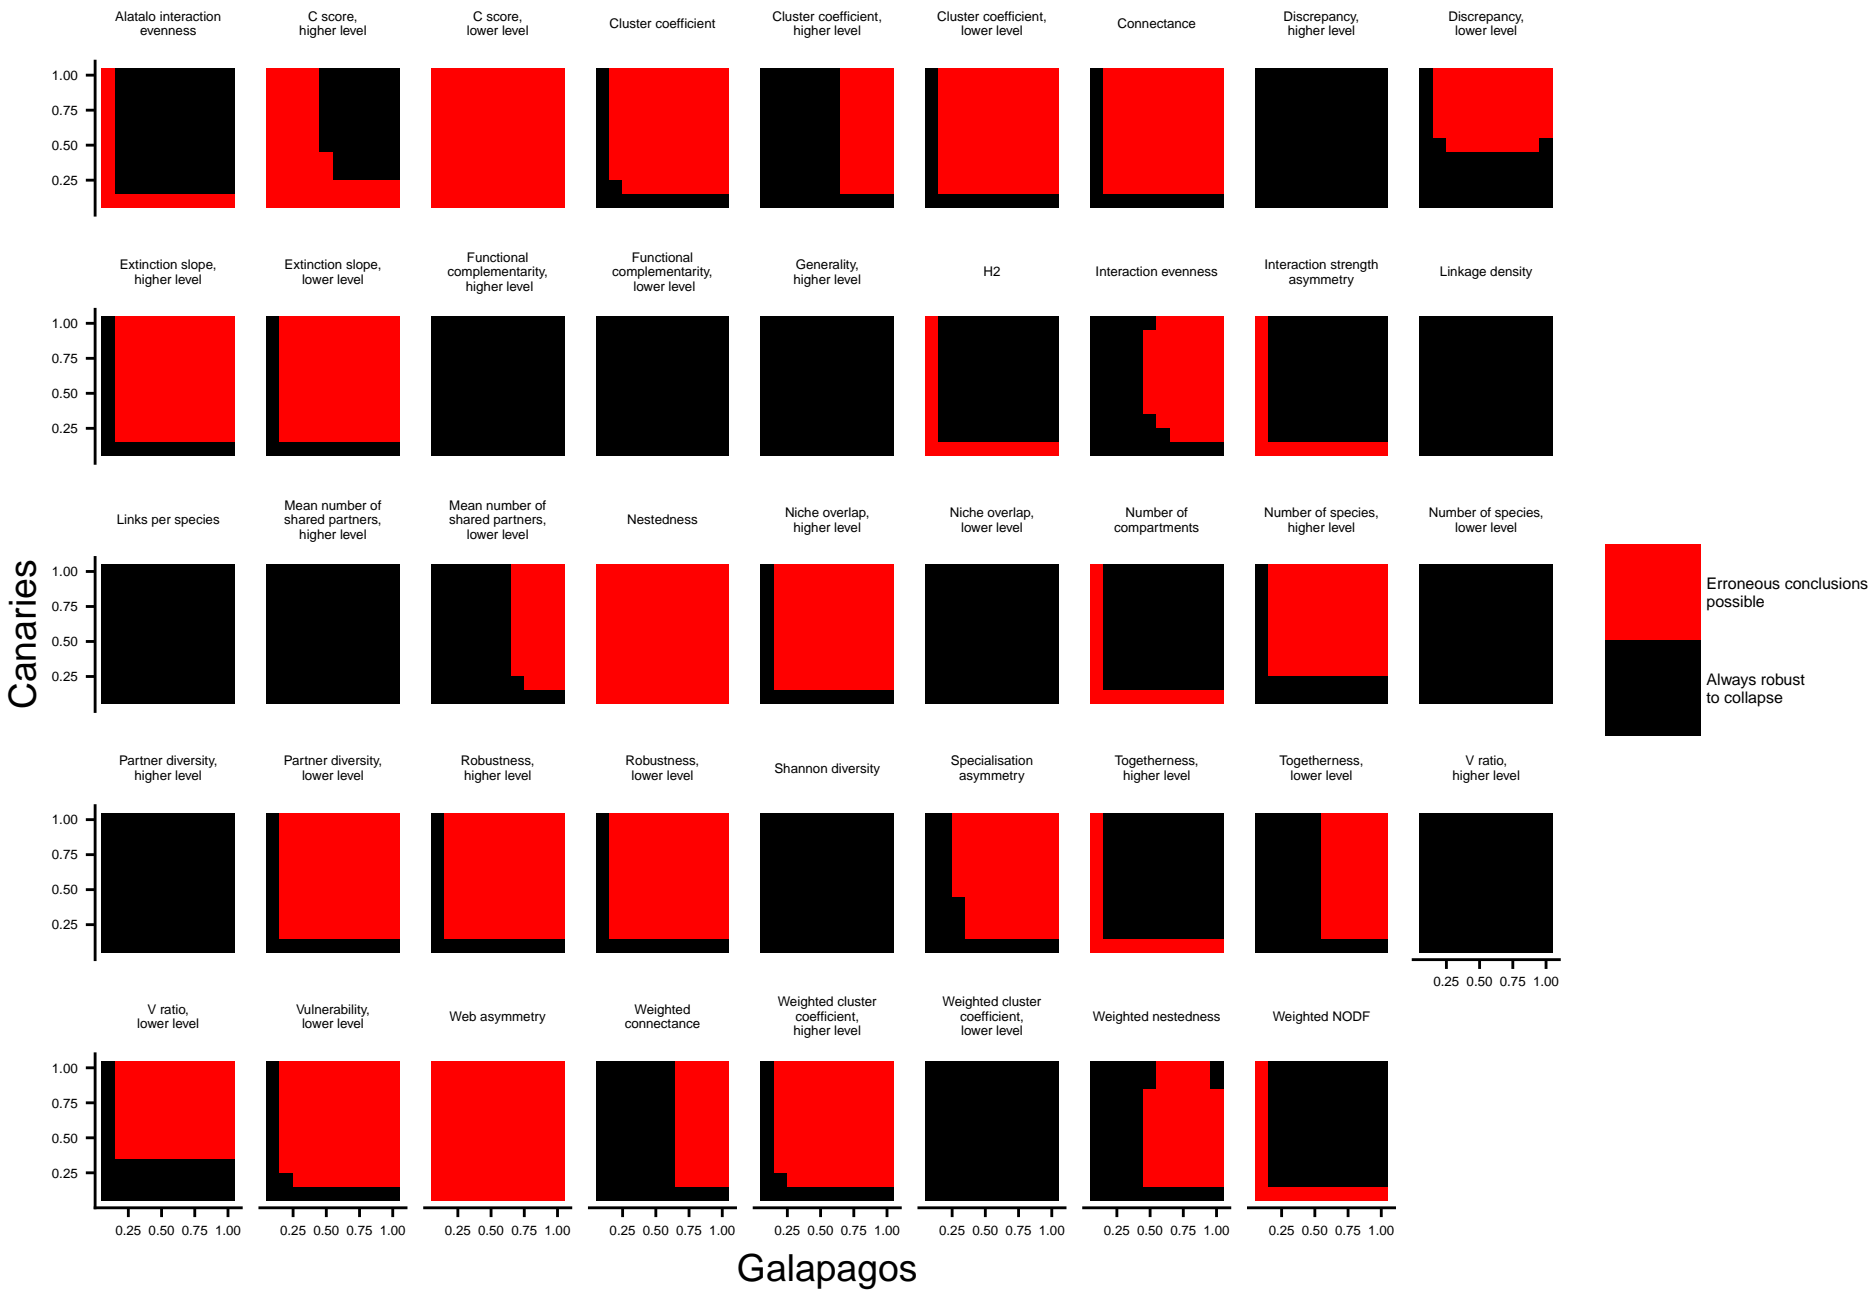 Alatalo interaction
evenness
C score,
higher level
C score,
lower level
Cluster coefficient
Cluster coefficient,
higher level
Cluster coefficient,
lower level
Connectance
Discrepancy,
higher level
Discrepancy,
lower level
1.00
0.75
0.50
0.25
Extinction slope,
higher level
Extinction slope,
lower level
Functional
complementarity,
higher level
Functional
complementarity,
lower level
Generality,
higher level
H2
Interaction evenness
Interaction strength
asymmetry
Linkage density
1.00
0.75
0.50
0.25
Links per species
Mean number of
shared partners,
higher level
Mean number of
shared partners,
lower level
Nestedness
Niche overlap,
higher level
Niche overlap,
lower level
Number of
compartments
Number of species,
higher level
Number of species,
lower level
1.00
0.75
0.50
0.25
Canaries
Erroneous conclusions
possible
Always robust
to collapse
Partner diversity,
higher level
Partner diversity,
lower level
Robustness,
higher level
Robustness,
lower level
Shannon diversity
Specialisation
asymmetry
Togetherness,
higher level
Togetherness,
lower level
V ratio,
higher level
1.00
0.75
0.50
0.25
0.25 0.50 0.75 1.00
V ratio,
lower level
Vulnerability,
lower level
Web asymmetry
Weighted
connectance
Weighted cluster
coefficient,
higher level
Weighted cluster
coefficient,
lower level
Weighted nestedness
Weighted NODF
1.00
0.75
0.50
0.25
0.25 0.50 0.75 1.00
0.25 0.50 0.75 1.00
0.25 0.50 0.75 1.00
0.25 0.50 0.75 1.00
0.25 0.50 0.75 1.00
0.25 0.50 0.75 1.00
0.25 0.50 0.75 1.00
0.25 0.50 0.75 1.00
Galapagos